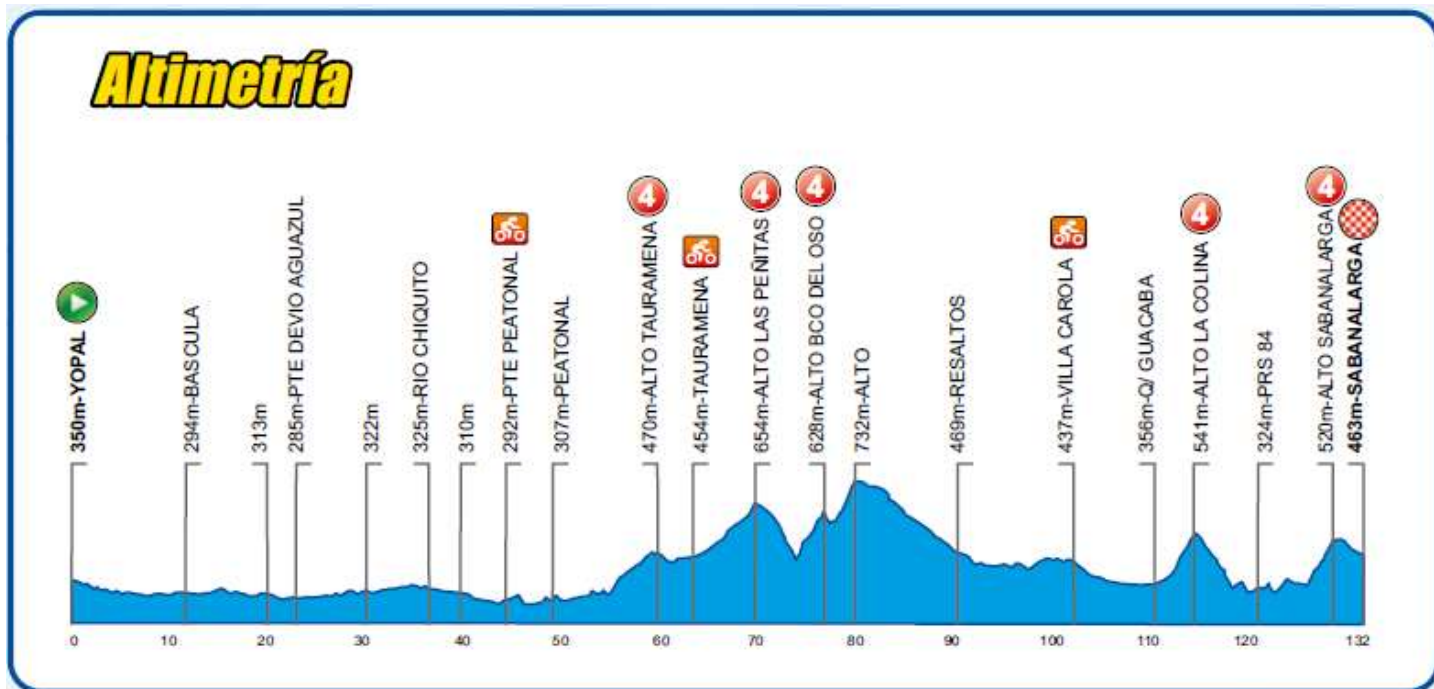 Altimetría
350m-YOPAL
294m-BASCULA
313m
285m-PTE DEVIO AGUAZUL
322m
325m-RIO CHIQUITO
310m
292m-PTE PEATONAL
307m-PEATONAL
4
470m-ALTO TAURAMENA
454m-TAURAMENA
4
654m-ALTO LAS PEÑITAS
4
628m-ALTO BCO DEL OSO
732m-ALTO
469m-RESALTOS
437m-VILLA CAROLA
356m-Q/ GUACABA
4
541m-ALTO LA COLINA
324m-PRS 84
4
520m-ALTO SABANALARGA
463m-SABANALARGA
0 10 20 30 40 50 60 70 80 90 100 110 120 132